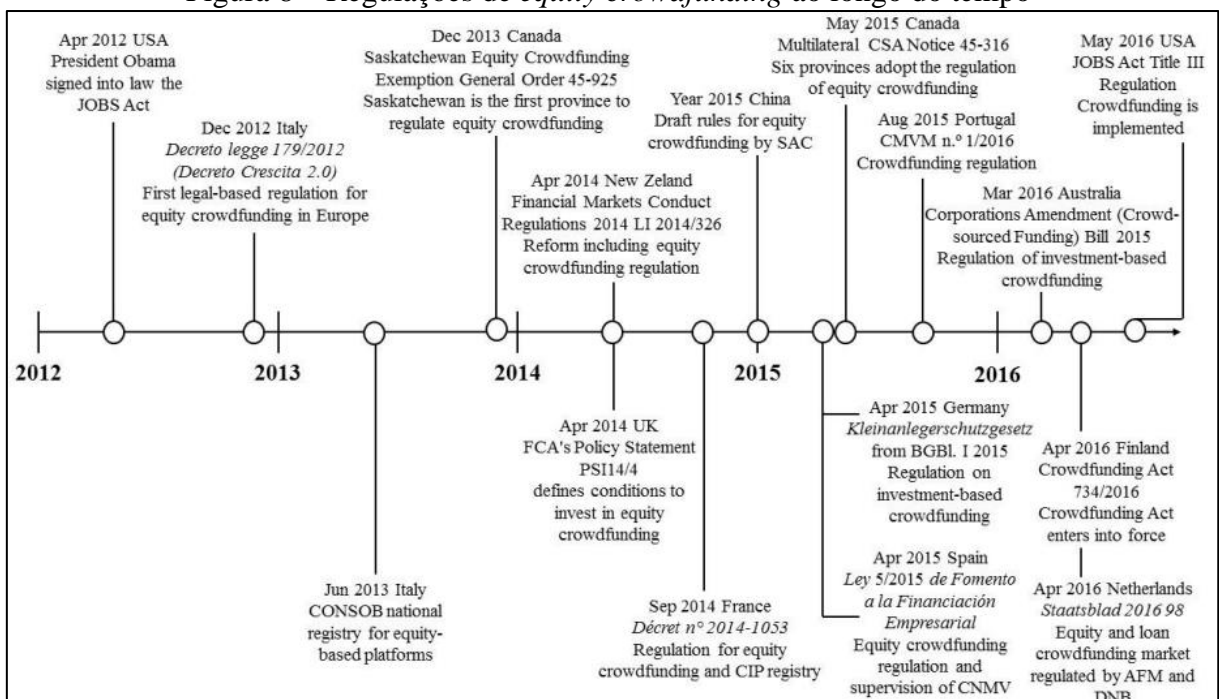 Figura 6 – Regulações de equity crowdfunding ao longo do tempo
Apr 2012 USA
President Obama
signed into law the
JOBS Act
Dec 2012 Italy
Decreto legge 179/2012
(Decreto Crescita 2.0)
First legal-based regulation for
equity crowdfunding in Europe
Dec 2013 Canada
Saskatchewan Equity Crowdfunding
Exemption General Order 45-925
Saskatchewan is the first province to
regulate equity crowdfunding
Apr 2014 New Zeland
Financial Markets Conduct
Regulations 2014 LI 2014/326
Reform including equity
crowdfunding regulation
Year 2015 China
Draft rules for equity
crowdfunding by SAC
May 2015 Canada
Multilateral CSA Notice 45-316
Six provinces adopt the regulation
of equity crowdfunding
Aug 2015 Portugal
CMVM n.º 1/2016
Crowdfunding regulation
Mar 2016 Australia
Corporations Amendment (Crowd-
sourced Funding) Bill 2015
Regulation of investment-based
crowdfunding
May 2016 USA
JOBS Act Title III
Regulation
Crowdfunding is
implemented
2012
2013
2014
2015
2016
Jun 2013 Italy
CONSOB national
registry for equity-
based platforms
Apr 2014 UK
FCA's Policy Statement
PSI14/4
defines conditions to
invest in equity
crowdfunding
Sep 2014 France
Décret n° 2014-1053
Regulation for equity
crowdfunding and CIP registry
Apr 2015 Germany
Kleinanlegerschutzgesetz
from BGBl. I 2015
Regulation on
investment-based
crowdfunding
Apr 2015 Spain
Ley 5/2015 de Fomento
a la Financiación
Empresarial
Equity crowdfunding
regulation and
supervision of CNMV
Apr 2016 Finland
Crowdfunding Act
734/2016
Crowdfunding Act
enters into force
Apr 2016 Netherlands
Staatsblad 2016 98
Equity and loan
crowdfunding market
regulated by AFM and
DNB